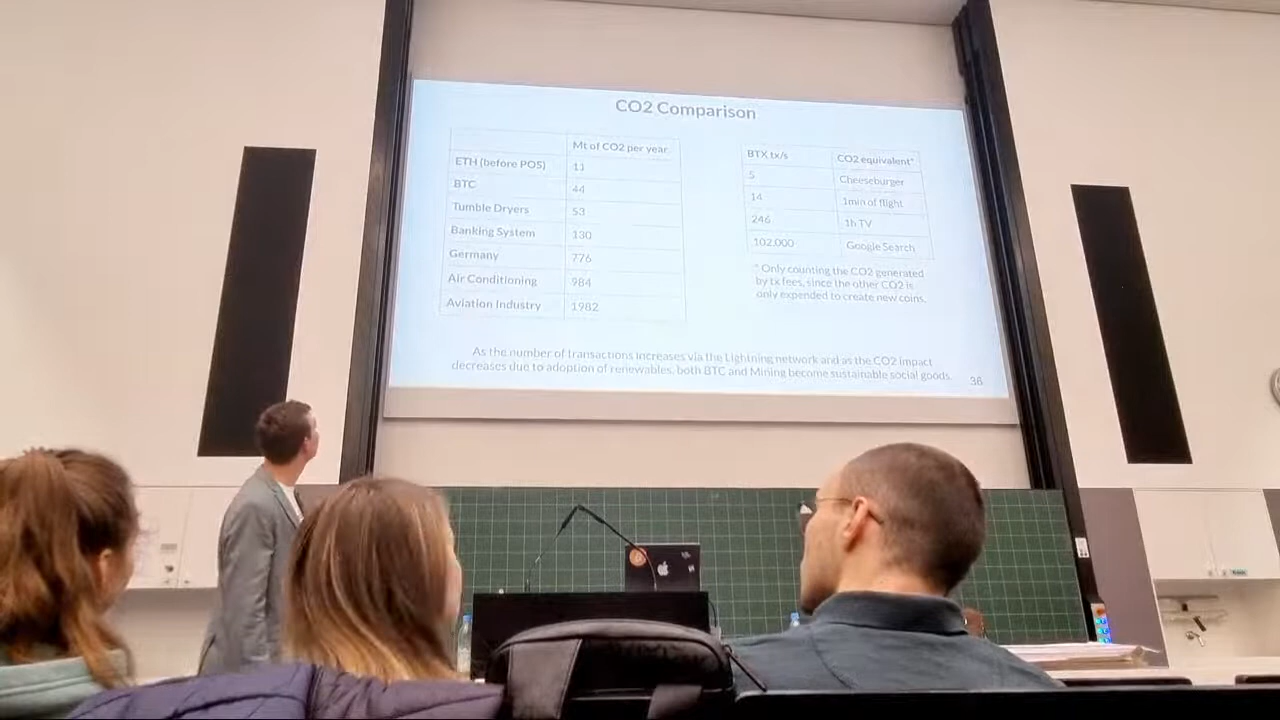 CO2 Comparison
Mt of CO2 per year
ETH (before POS) 11
BTC 44
Tumble Dryers 53
Banking System 130
Germany 776
Air Conditioning 984
Aviation Industry 1982
BTX tx/s CO2 equivalent*
5 Cheeseburger
14 1min of flight
246 1h TV
102.000 Google Search
* Only counting the CO2 generated
by tx fees, since the other CO2 is
only expended to create new coins.
As the number of transactions increases via the Lightning network and as the CO2 impact
decreases due to adoption of renewables, both BTC and Mining become sustainable social goods.
38